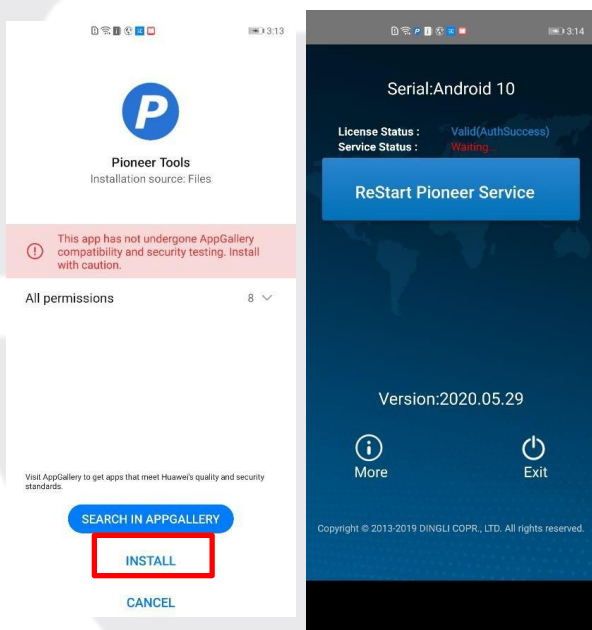 3:13
P
Pioneer Tools
Installation source: Files
This app has not undergone AppGallery
compatibility and security testing. Install
with caution.
All permissions 8
Visit AppGallery to get apps that meet Huawei's quality and security
standards.
SEARCH IN APPGALLERY
INSTALL
CANCEL
3:14
Serial:Android 10
License Status : Valid(AuthSuccess)
Service Status : Waiting...
ReStart Pioneer Service
Version:2020.05.29
More Exit
Copyright © 2013-2019 DINGLI COPR., LTD. All rights reserved.